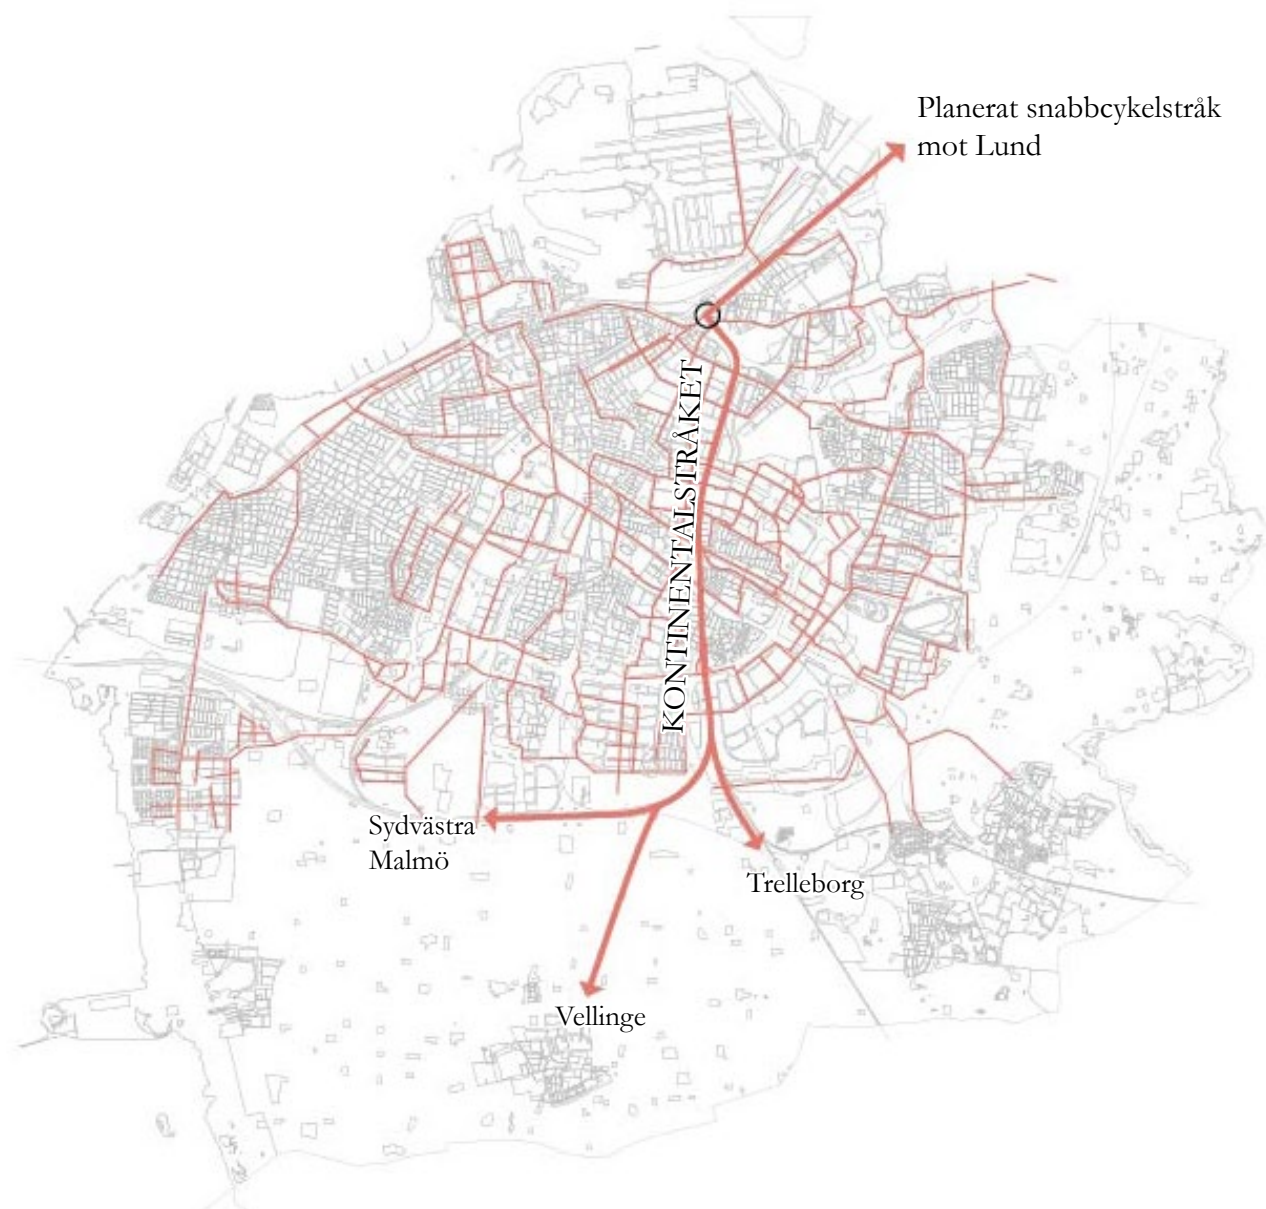 Planerat snabbcykelstråk
mot Lund
KONTINENTALSTRÅKET
Sydvästra
Malmö
Trelleborg
Vellinge